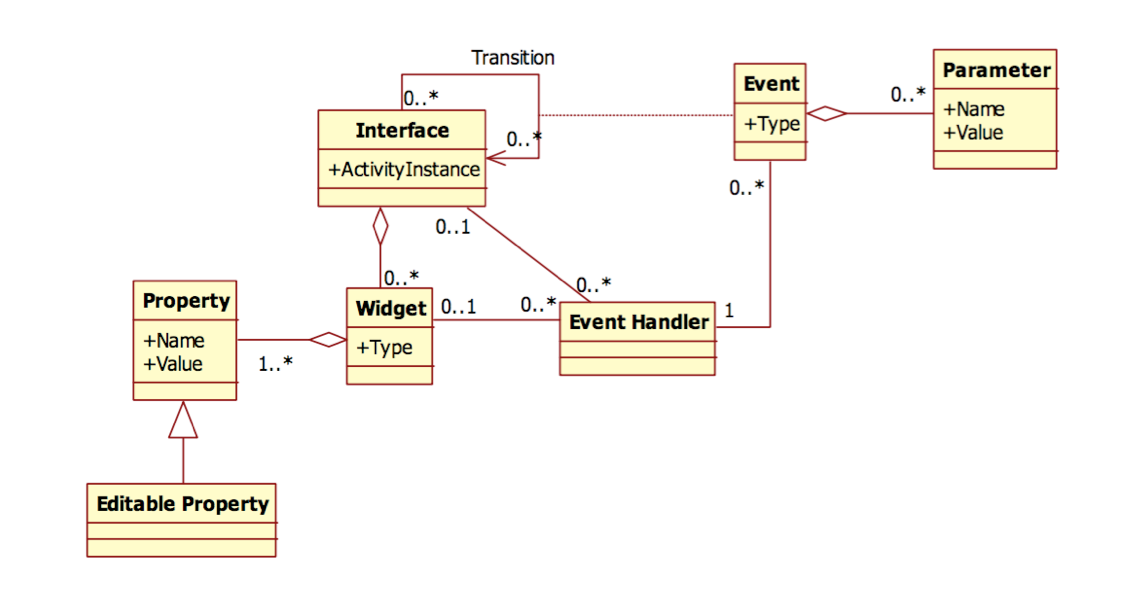 Transition
0..*
Interface
+ActivityInstance
0..*
Event
+Type
0..*
Parameter
+Name
+Value
0..*
0..1
0..*
0..*
Property
+Name
+Value
1..*
Widget
+Type
0..1
0..*
Event Handler
1
Editable Property